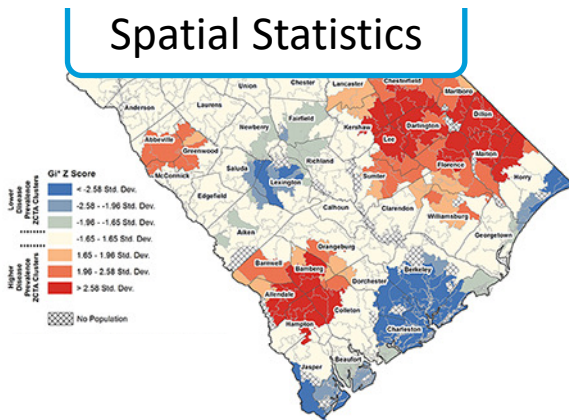 Spatial Statistics
Chester
Lancaster
Chesterfield
Union
Marlboro
Anderson
Laurens
Fairfield
Dillon
Newberry
Kershaw
Darlington
Abbeville
Lee
Greenwood
Richland
Marion
McCormick
Saluda
Florence
Lexington
Sumter
Horry
Edgefield
Calhoun
Clarendon
Williamsburg
Aiken
Georgetown
Orangeburg
Barnwell
Bamberg
Berkeley
Dorchester
Allendale
Colleton
Charleston
Hampton
Beaufort
Jasper
Gi* Z Score
Lower
Disease
Prevalence
ZCTA Clusters
Higher
Disease
Prevalence
ZCTA Clusters
< -2.58 Std. Dev.
-2.58 - -1.96 Std. Dev.
-1.96 - -1.65 Std. Dev.
-1.65 - 1.65 Std. Dev.
1.65 - 1.96 Std. Dev.
1.96 - 2.58 Std. Dev.
> 2.58 Std. Dev.
No Population